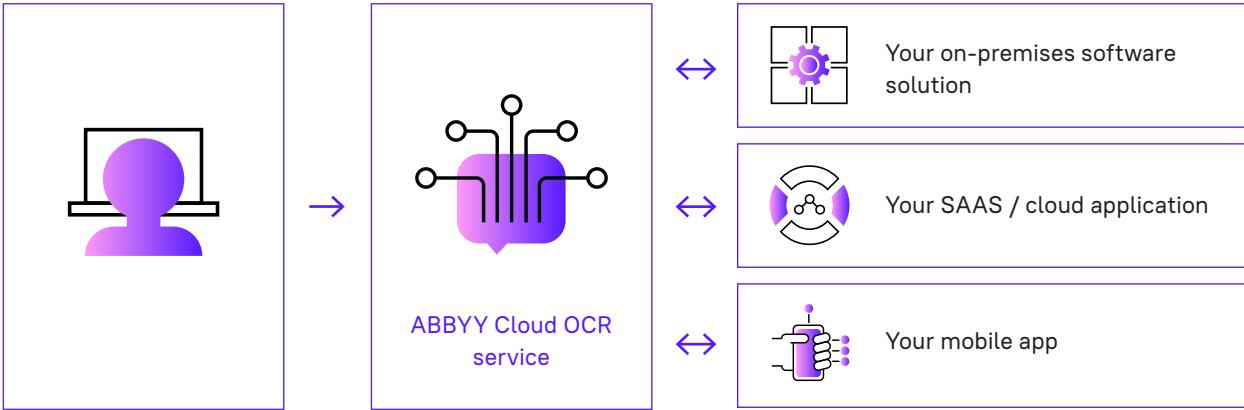 Your on-premises software
solution
Your SAAS / cloud application
ABBYY Cloud OCR
service
Your mobile app